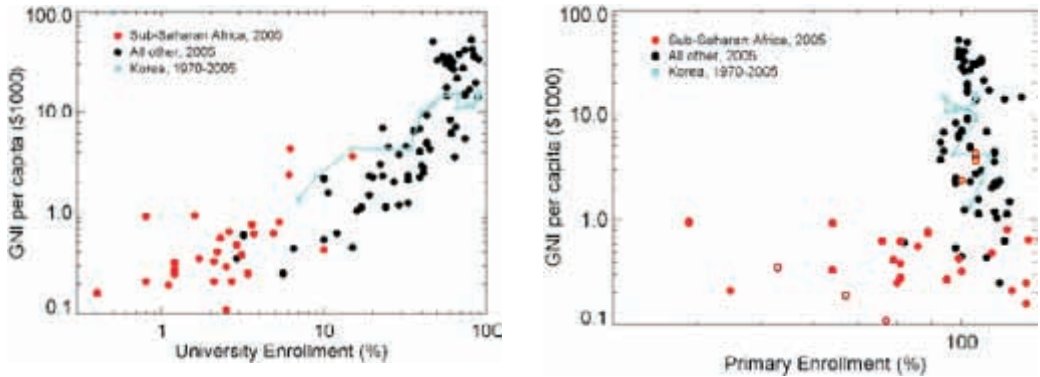 100.0
Sub-Saharan Africa, 2005
All other, 2005
Korea, 1970-2005
10.0
1.0
0.1
GNI per capita ($1000)
1
10
100
University Enrollment (%)
100.0
Sub-Saharan Africa, 2005
All other, 2005
Korea, 1970-2005
10.0
1.0
0.1
GNI per capita ($1000)
100
Primary Enrollment (%)